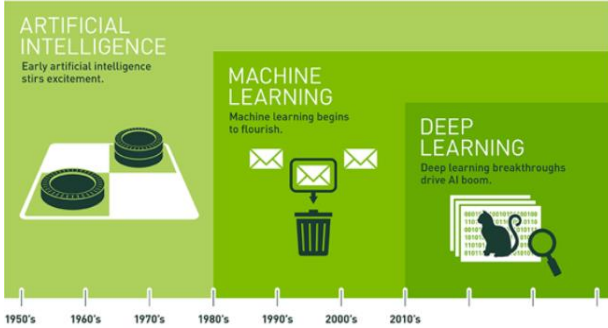 ARTIFICIAL
INTELLIGENCE
Early artificial intelligence
stirs excitement.
MACHINE
LEARNING
Machine learning begins
to flourish.
DEEP
LEARNING
Deep learning breakthroughs
drive AI boom.
1950's 1960's 1970's 1980's 1990's 2000's 2010's